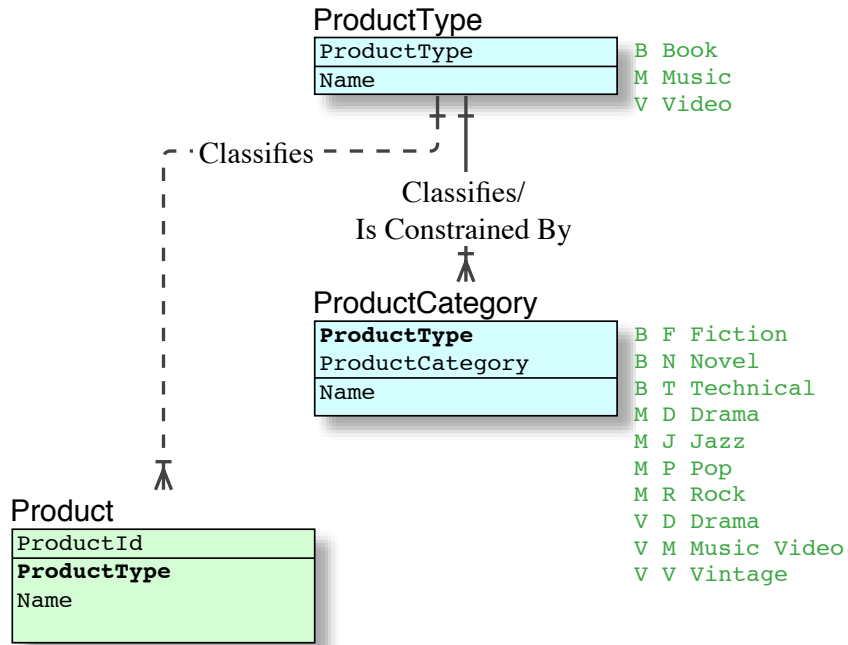 ProductType
ProductType
Name
B Book
M Music
V Video
Classifies
Classifies/
Is Constrained By
ProductCategory
ProductType
ProductCategory
Name
B F Fiction
B N Novel
B T Technical
M D Drama
M J Jazz
M P Pop
M R Rock
V D Drama
V M Music Video
V V Vintage
Product
ProductId
ProductType
Name